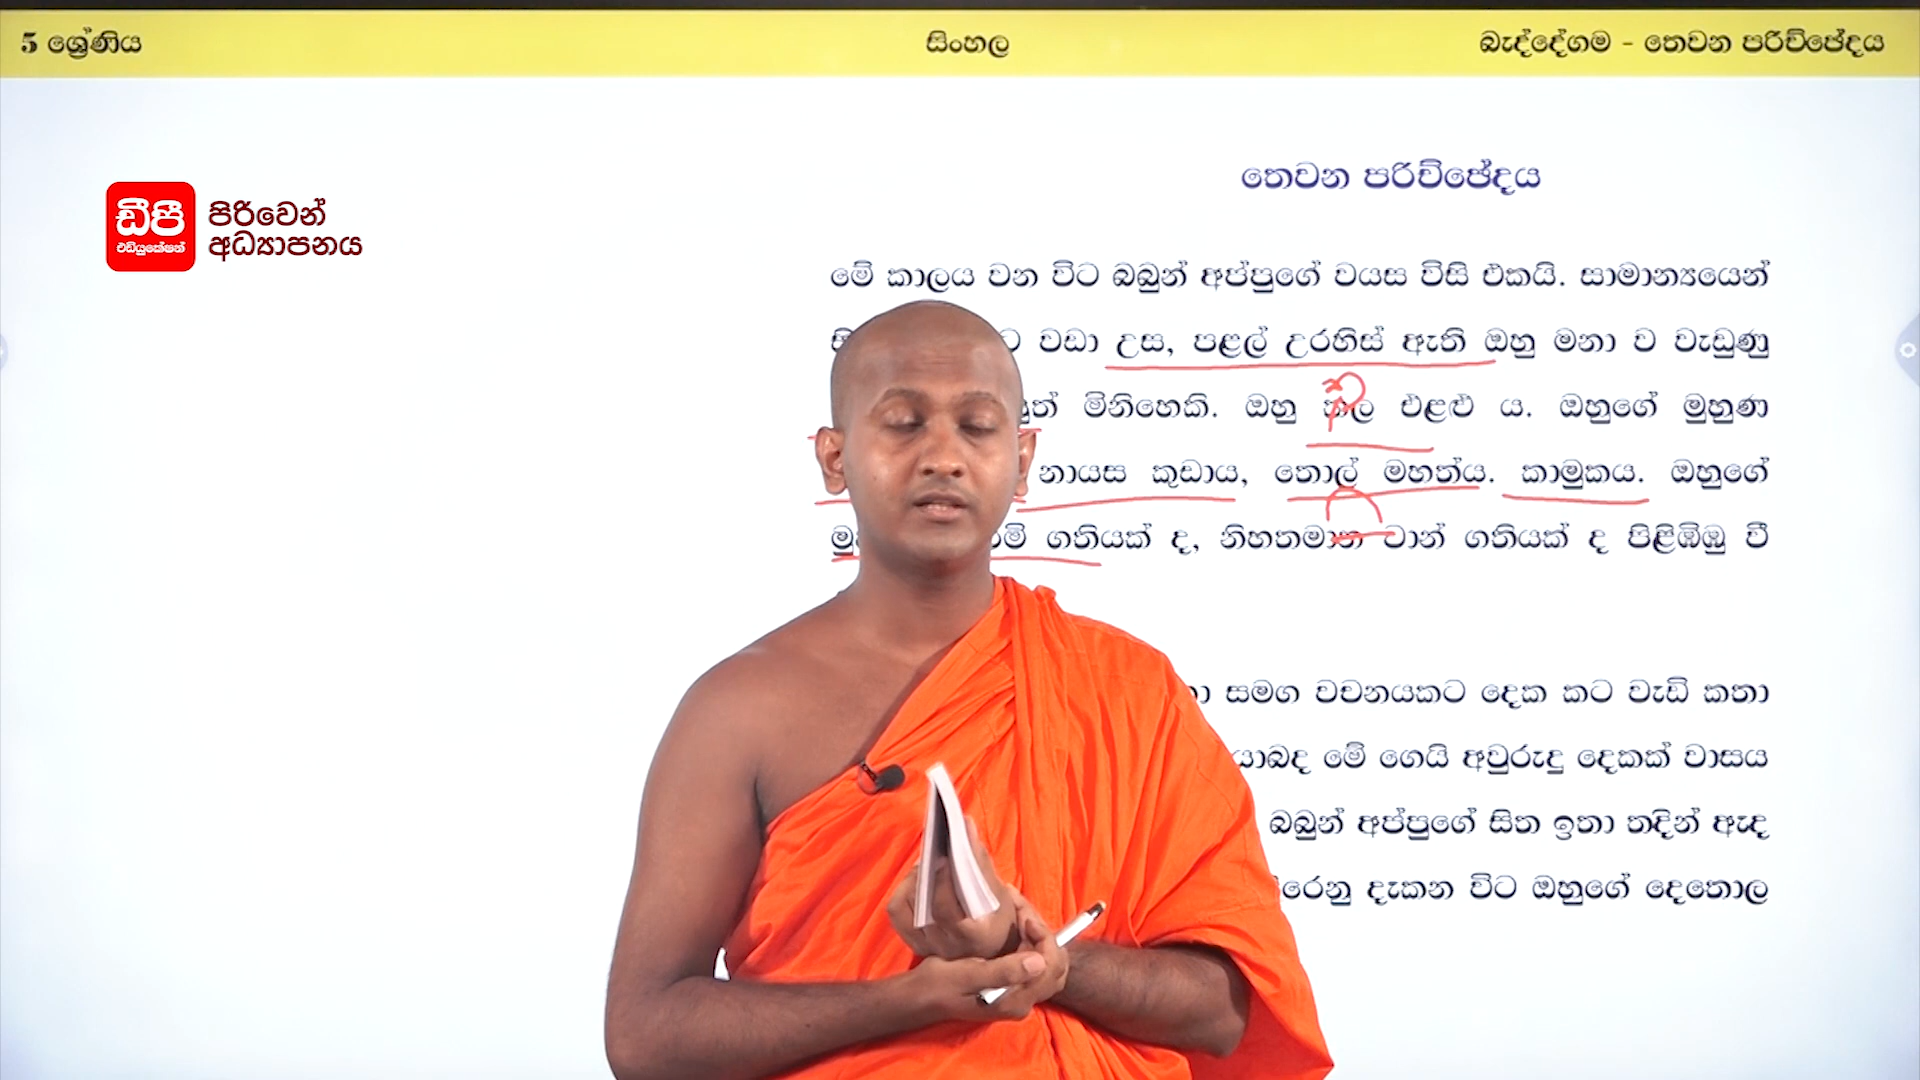 5 ශ්‍රේණිය
සිංහල
බැද්දේගම - තෙවන පරිච්ඡේදය
ඩීපී
එඩියුකේෂන්
පිරිවෙන්
අධ්‍යාපනය
තෙවන පරිච්ඡේදය
මේ කාලය වන විට බබුන් අප්පුගේ වයස විසි එකයි. සාමාන්‍යයෙන්
වඩා උස, පළල් උරහිස් ඇති ඔහු මනා ව වැඩුණු
මිනිහෙකි. ඔහු තල එළළු ය. ඔහුගේ මුහුණ
නායස කුඩාය, තොල් මහත්ය. කාමුකය. ඔහුගේ
ගතියක් ද, නිහතමාන ටාන් ගතියක් ද පිළිඹිඹු වී
සමග වචනයකට දෙක කට වැඩි කතා
මේ ගෙයි අවුරුදු දෙකක් වාසය
බබුන් අප්පුගේ සිත ඉතා තදින් ඇද
දැකන විට ඔහුගේ දෙතොල